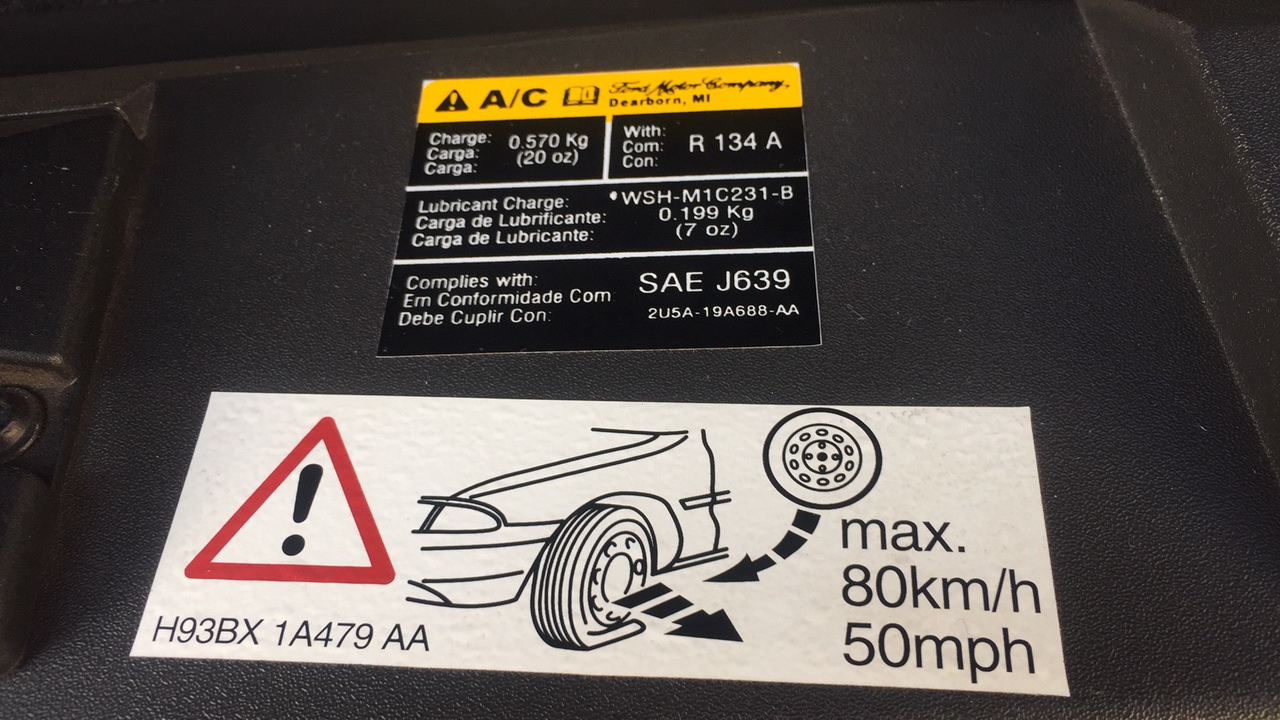 A/C Ford Motor Company,
Dearborn, MI
Charge:
Carga:
Carga:
0.570 Kg
(20 oz)
With:
Com:
Con:
R 134 A
Lubricant Charge:
Carga de Lubrificante:
Carga de Lubricante:
•WSH-M1C231-B
0.199 Kg
(7 oz)
Complies with:
Em Conformidade Com
Debe Cuplir Con:
SAE J639
2U5A-19A688-AA
max.
80km/h
50mph
H93BX 1A479 AA